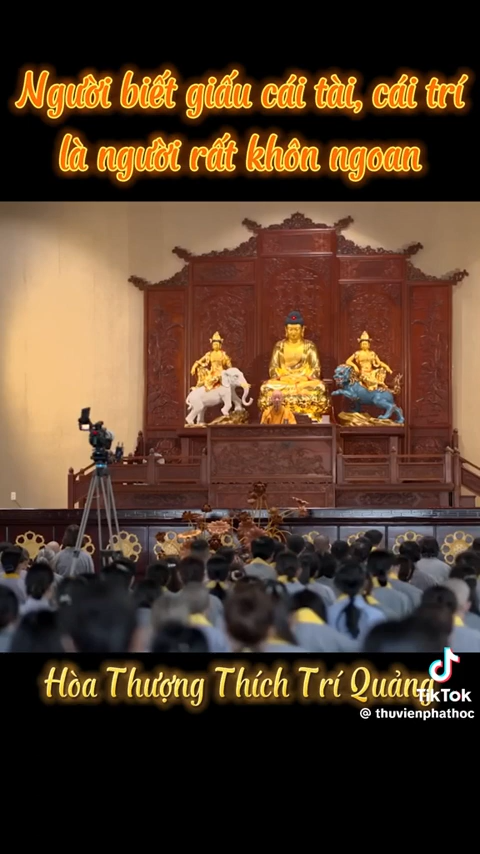 Người biết giấu cái tài, cái trí
là người rất khôn ngoan
Hòa Thượng Thích Trí Quảng
TikTok
@ thuvienphathoc